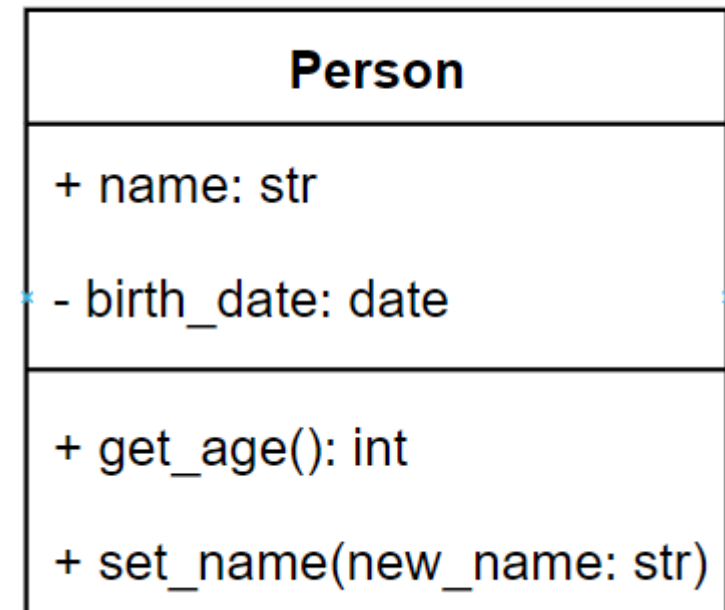 Person
+ name: str
- birth_date: date
+ get_age(): int
+ set_name(new_name: str)